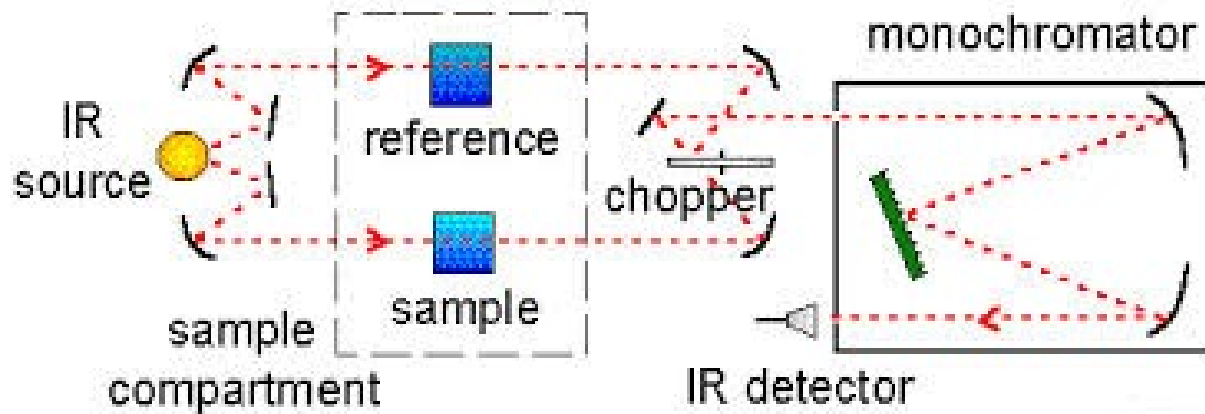 monochromator
IR
source
reference
chopper
sample
sample
compartment
IR detector